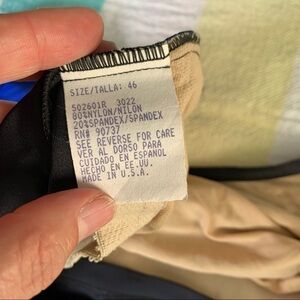 SIZE/TALLA: 46
502601R 3022
80%NYLON/NILON
20%SPANDEX/SPANDEX
RN# 90737
SEE REVERSE FOR CARE
VER AL DORSO PARA
CUIDADO EN ESPANOL
HECHO EN EE.UU.
MADE IN U.S.A.